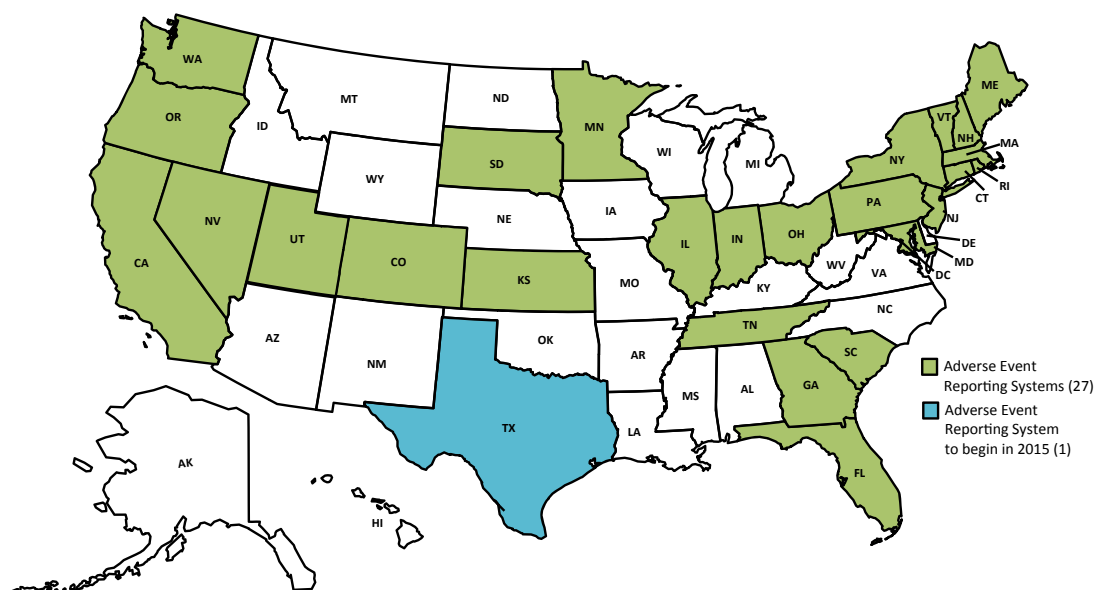 WA
OR
CA
NV
ID
MT
WY
UT
CO
AZ
NM
ND
SD
NE
KS
OK
TX
MN
IA
MO
AR
LA
WI
IL
MI
IN
OH
KY
TN
MS
AL
GA
FL
SC
NC
VA
WV
PA
NY
VT
NH
ME
MA
RI
CT
NJ
DE
MD
DC
AK
HI
Adverse Event
Reporting Systems (27)
Adverse Event
Reporting System
to begin in 2015 (1)